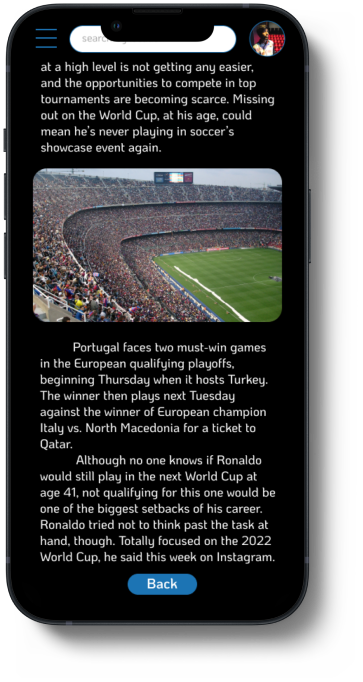 search
at a high level is not getting any easier,
and the opportunities to compete in top
tournaments are becoming scarce. Missing
out on the World Cup, at his age, could
mean he's never playing in soccer's
showcase event again.
Portugal faces two must-win games
in the European qualifying playoffs,
beginning Thursday when it hosts Turkey.
The winner then plays next Tuesday
against the winner of European champion
Italy vs. North Macedonia for a ticket to
Qatar.
Although no one knows if Ronaldo
would still play in the next World Cup at
age 41, not qualifying for this one would be
one of the biggest setbacks of his career.
Ronaldo tried not to think past the task at
hand, though. Totally focused on the 2022
World Cup, he said this week on Instagram.
Back